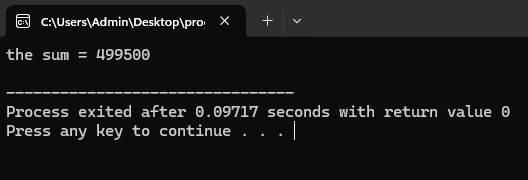 C:\Users\Admin\Desktop\pro
the sum = 499500
--------------------------------
Process exited after 0.09717 seconds with return value 0
Press any key to continue . . .